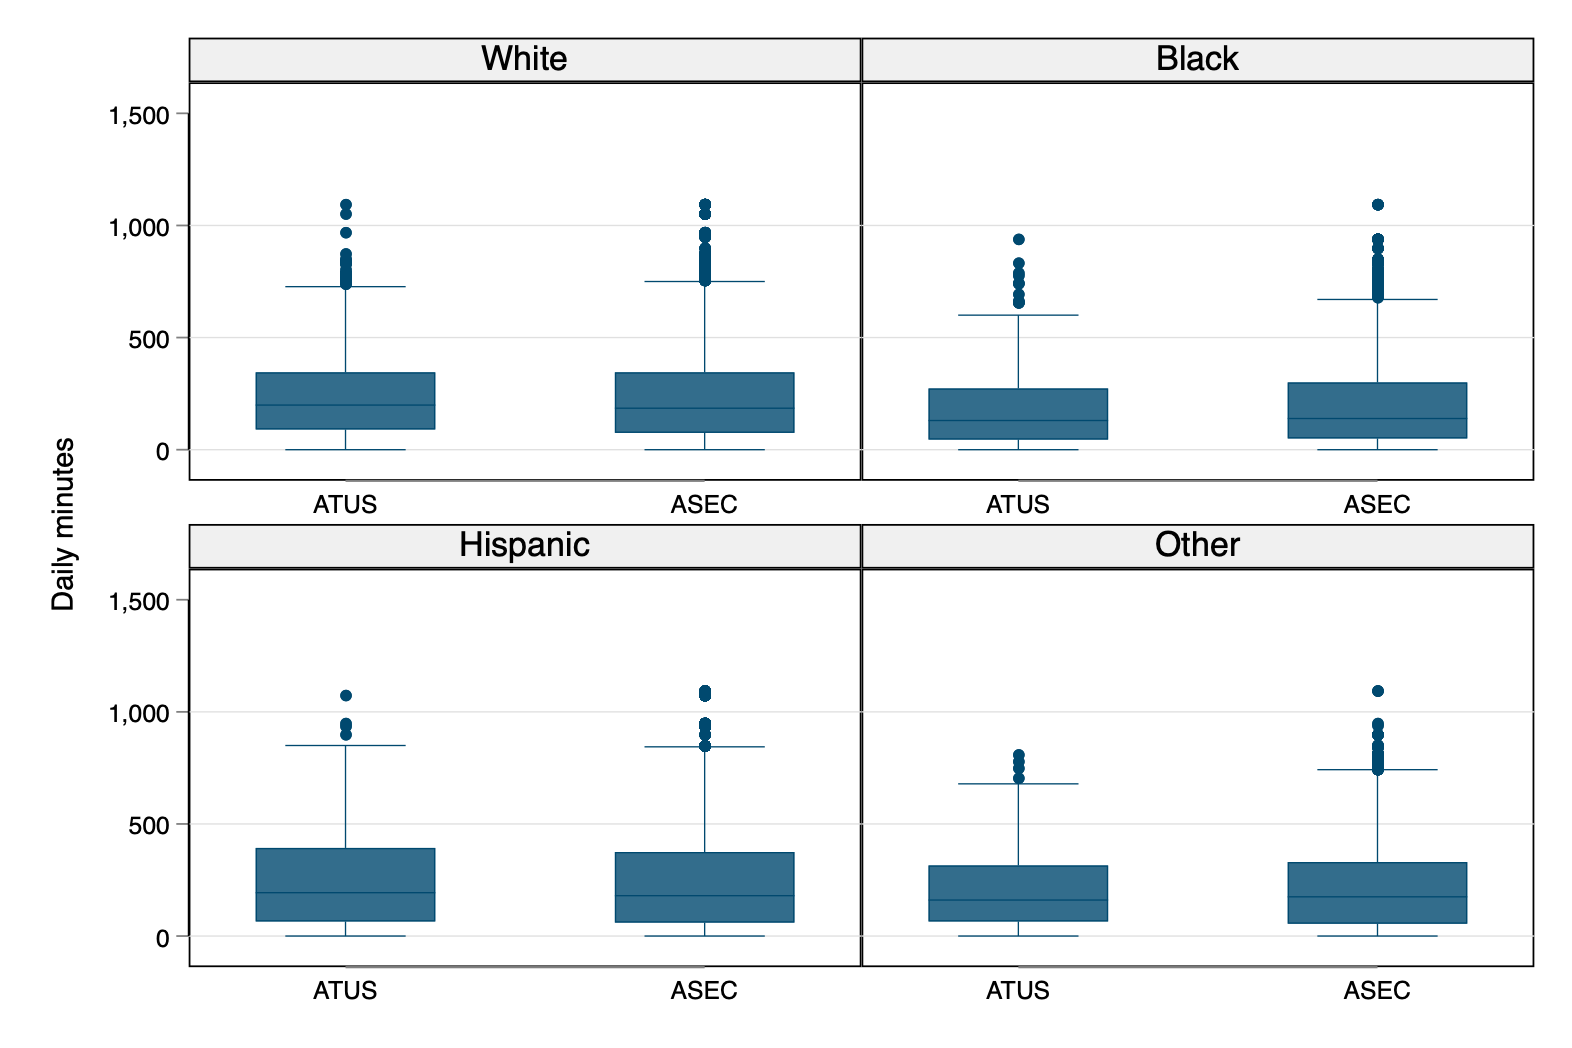 Daily minutes
White
Black
1,500
1,000
500
0
ATUS
ASEC
ATUS
ASEC
Hispanic
Other
1,500
1,000
500
0
ATUS
ASEC
ATUS
ASEC